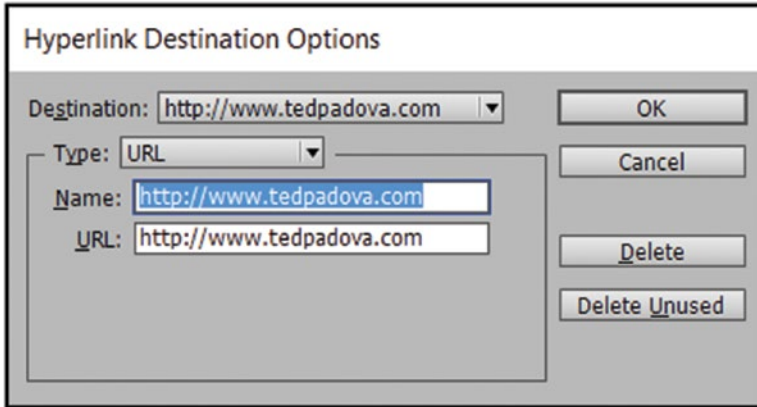 Hyperlink Destination Options
Destination: http://www.tedpadova.com
OK
Type: URL
Cancel
Name: http://www.tedpadova.com
URL: http://www.tedpadova.com
Delete
Delete Unused